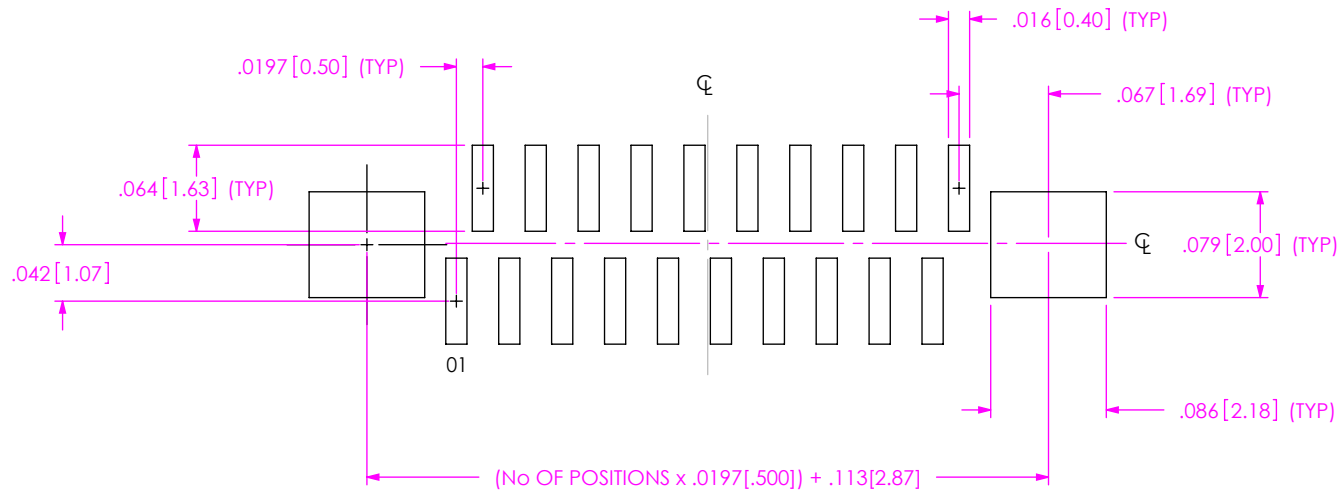 .016[0.40] (TYP)
.0197[0.50] (TYP)
℄
.067[1.69] (TYP)
.064[1.63] (TYP)
℄
.079[2.00] (TYP)
.042[1.07]
01
.086[2.18] (TYP)
(No OF POSITIONS x .0197[.500]) + .113[2.87]